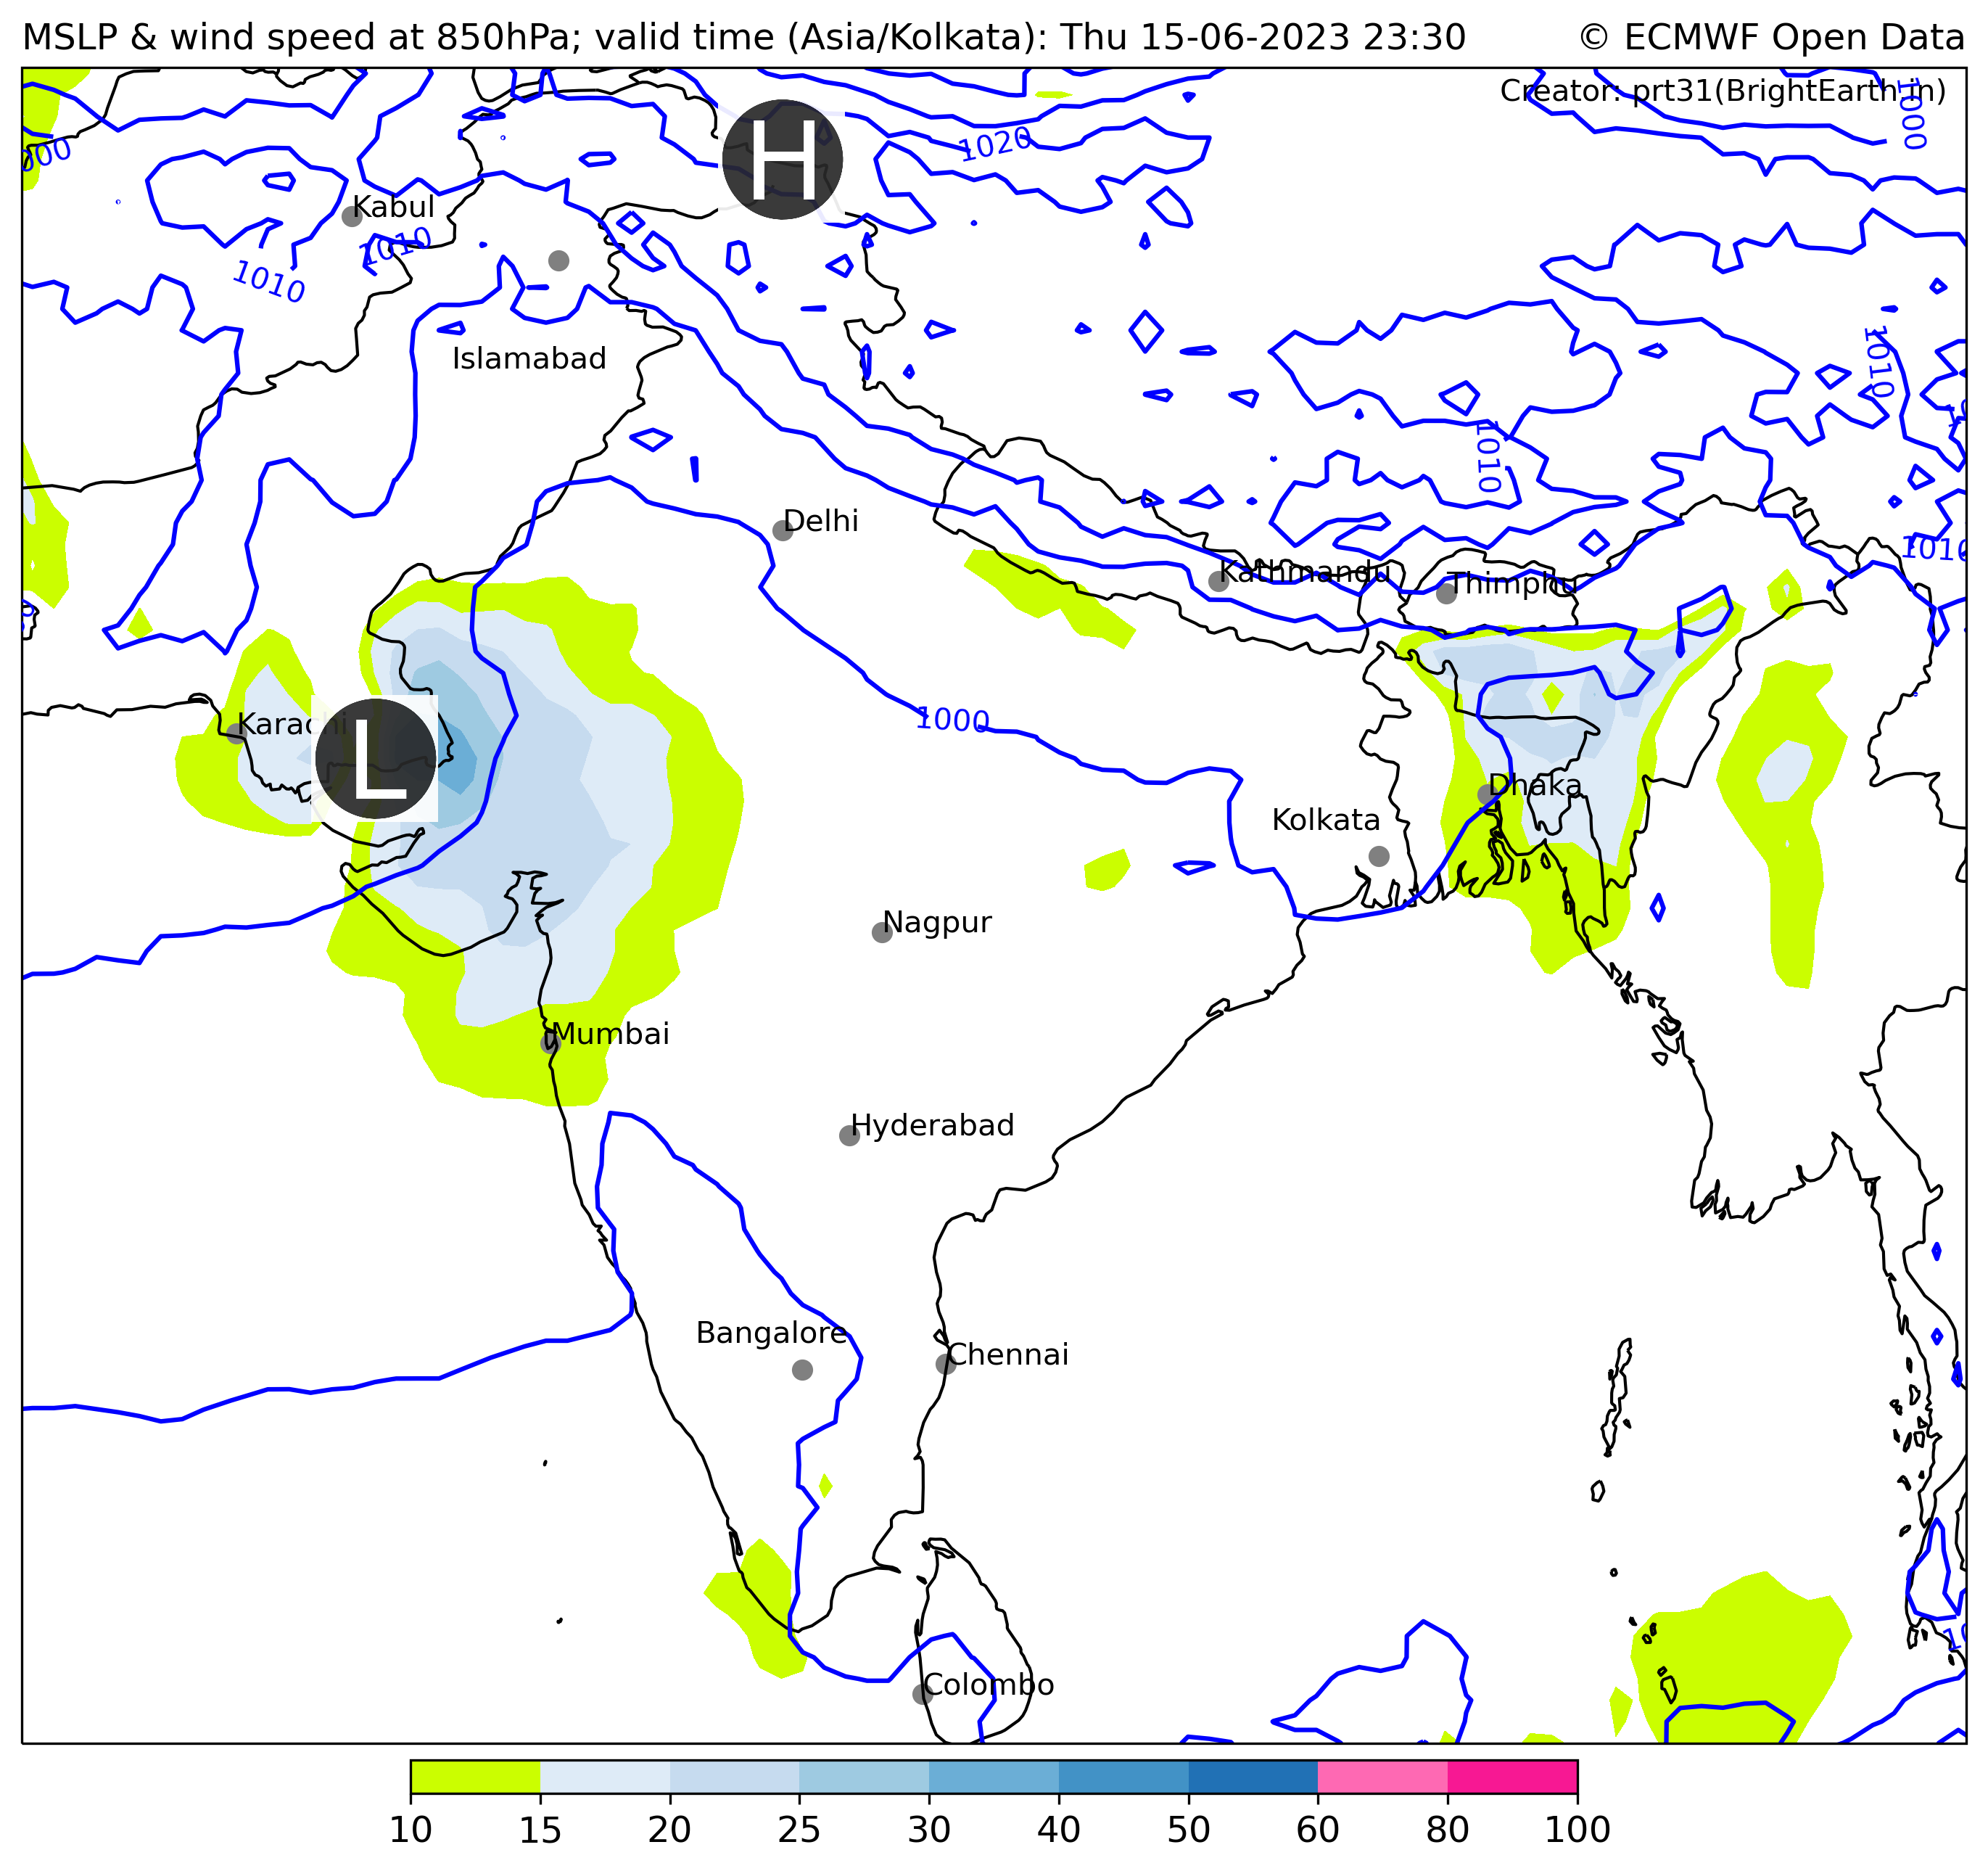 MSLP & wind speed at 850hPa; valid time (Asia/Kolkata): Thu 15-06-2023 23:30 © ECMWF Open Data
Creator: prt31(BrightEarth.in)
1000
H
1020
000
Kabul
1010
1010
Islamabad
1010
1010
Delhi
1010
Kathmandu
Thimphu
1000
Karachi
L
Dhaka
Kolkata
Nagpur
Mumbai
Hyderabad
Bangalore
Chennai
Colombo
10 15 20 25 30 40 50 60 80 100